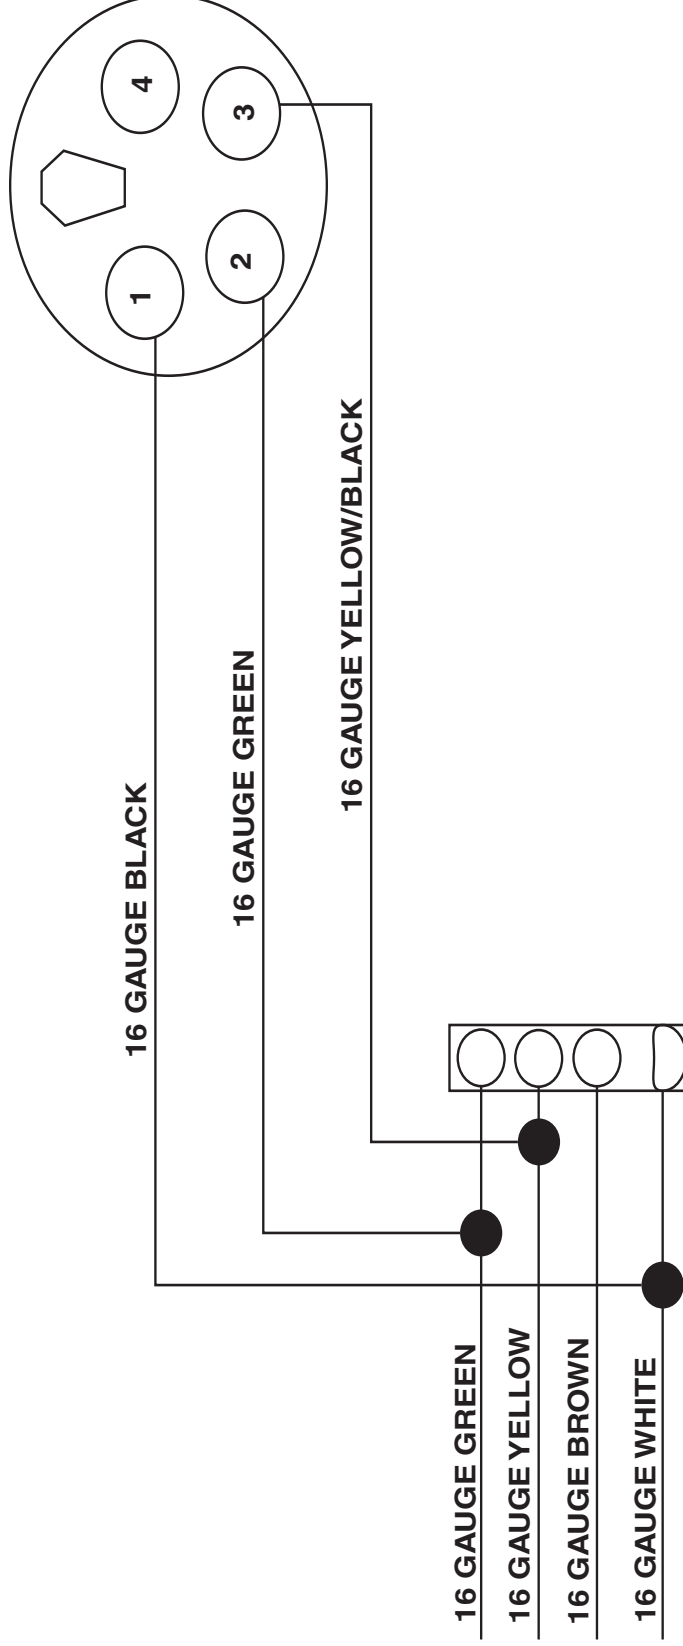 4
3
1
2
16 GAUGE BLACK
16 GAUGE GREEN
16 GAUGE YELLOW/BLACK
16 GAUGE GREEN
16 GAUGE YELLOW
16 GAUGE BROWN
16 GAUGE WHITE